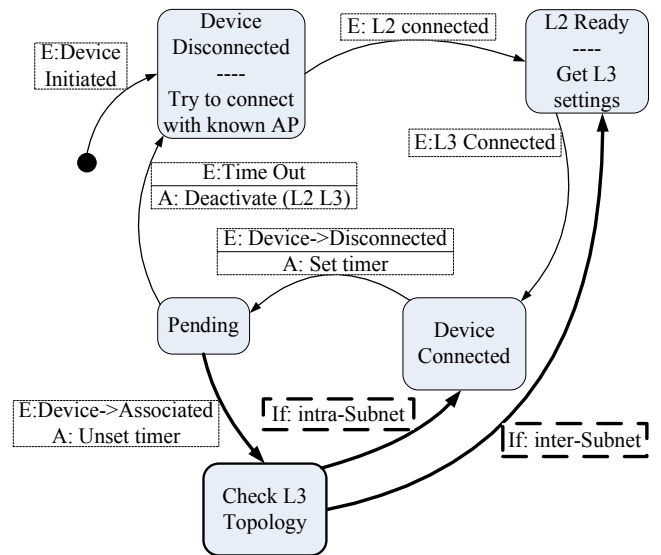 Device
Disconnected
----
Try to connect
with known AP
E: L2 connected
L2 Ready
----
Get L3
settings
E:Device
Initiated
E:L3 Connected
E:Time Out
A: Deactivate (L2 L3)
E: Device->Disconnected
A: Set timer
Pending
Device
Connected
E:Device->Associated
A: Unset timer
If: intra-Subnet
If: inter-Subnet
Check L3
Topology